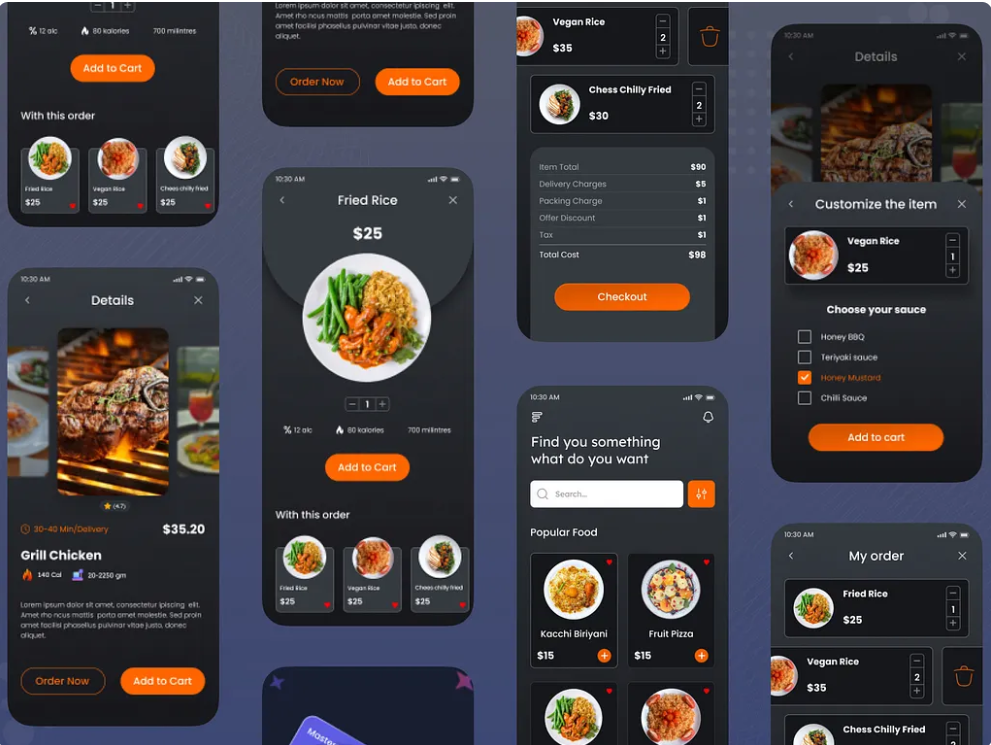 1
% 12 alc
80 kalories
700 milintres
Add to Cart
With this order
Fried Rice
$25
Vegan Rice
$25
Chees chilly fried
$25
10:30 AM
Details
(4.7)
30-40 Min/Delivery
$35.20
Grill Chicken
140 Cal
20-2250 gm
Lorem ipsum dolor sit amet, consectetur ipiscing elit.
Amet rho ncus mattis porta amet molestie. Sed proin
amet facilisi phasellus pulvinar vitae justo, donec
aliquet.
Order Now
Add to Cart
Amet rho ncus mattis porta amet molestie. Sed proin
amet facilisi phasellus pulvinar vitae justo, donec
aliquet.
Order Now
Add to Cart
10:30 AM
Fried Rice
$25
1
% 12 alc
80 kalories
700 milintres
Add to Cart
With this order
Fried Rice
$25
Vegan Rice
$25
Chees chilly fried
$25
Master
Vegan Rice
$35
2
Chess Chilly Fried
$30
2
Item Total $90
Delivery Charges $5
Packing Charge $1
Offer Discount $1
Tax $1
Total Cost $98
Checkout
10:30 AM
Find you something
what do you want
Search...
Popular Food
Kacchi Biriyani
$15
Fruit Pizza
$15
10:30 AM
Details
Customize the item
Vegan Rice
$25
1
Choose your sauce
Honey BBQ
Teriyaki sauce
Honey Mustard
Chilli Sauce
Add to cart
10:30 AM
My order
Fried Rice
$25
1
Vegan Rice
$35
2
Chess Chilly Fried